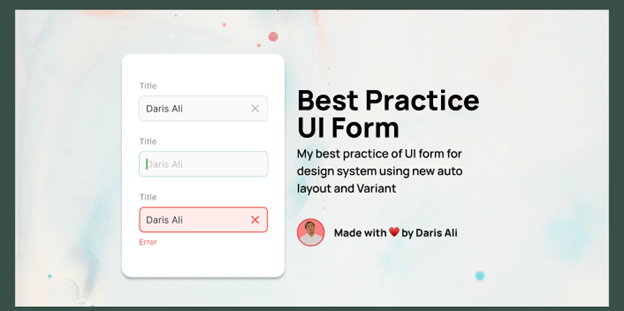 Title
Daris Ali
Title
Daris Ali
Title
Daris Ali
Error
Best Practice
UI Form
My best practice of UI form for
design system using new auto
layout and Variant
Made with ❤️ by Daris Ali